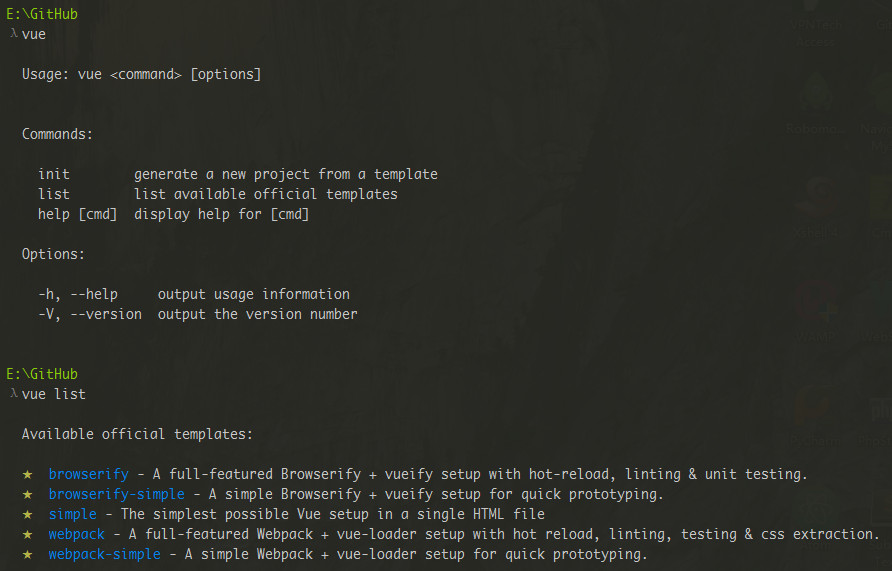 E:\GitHub
λ vue
Usage: vue <command> [options]
Commands:
init generate a new project from a template
list list available official templates
help [cmd] display help for [cmd]
Options:
-h, --help output usage information
-V, --version output the version number
E:\GitHub
λ vue list
Available official templates:
★ browserify - A full-featured Browserify + vueify setup with hot-reload, linting & unit testing.
★ browserify-simple - A simple Browserify + vueify setup for quick prototyping.
★ simple - The simplest possible Vue setup in a single HTML file
★ webpack - A full-featured Webpack + vue-loader setup with hot reload, linting, testing & css extraction.
★ webpack-simple - A simple Webpack + vue-loader setup for quick prototyping.